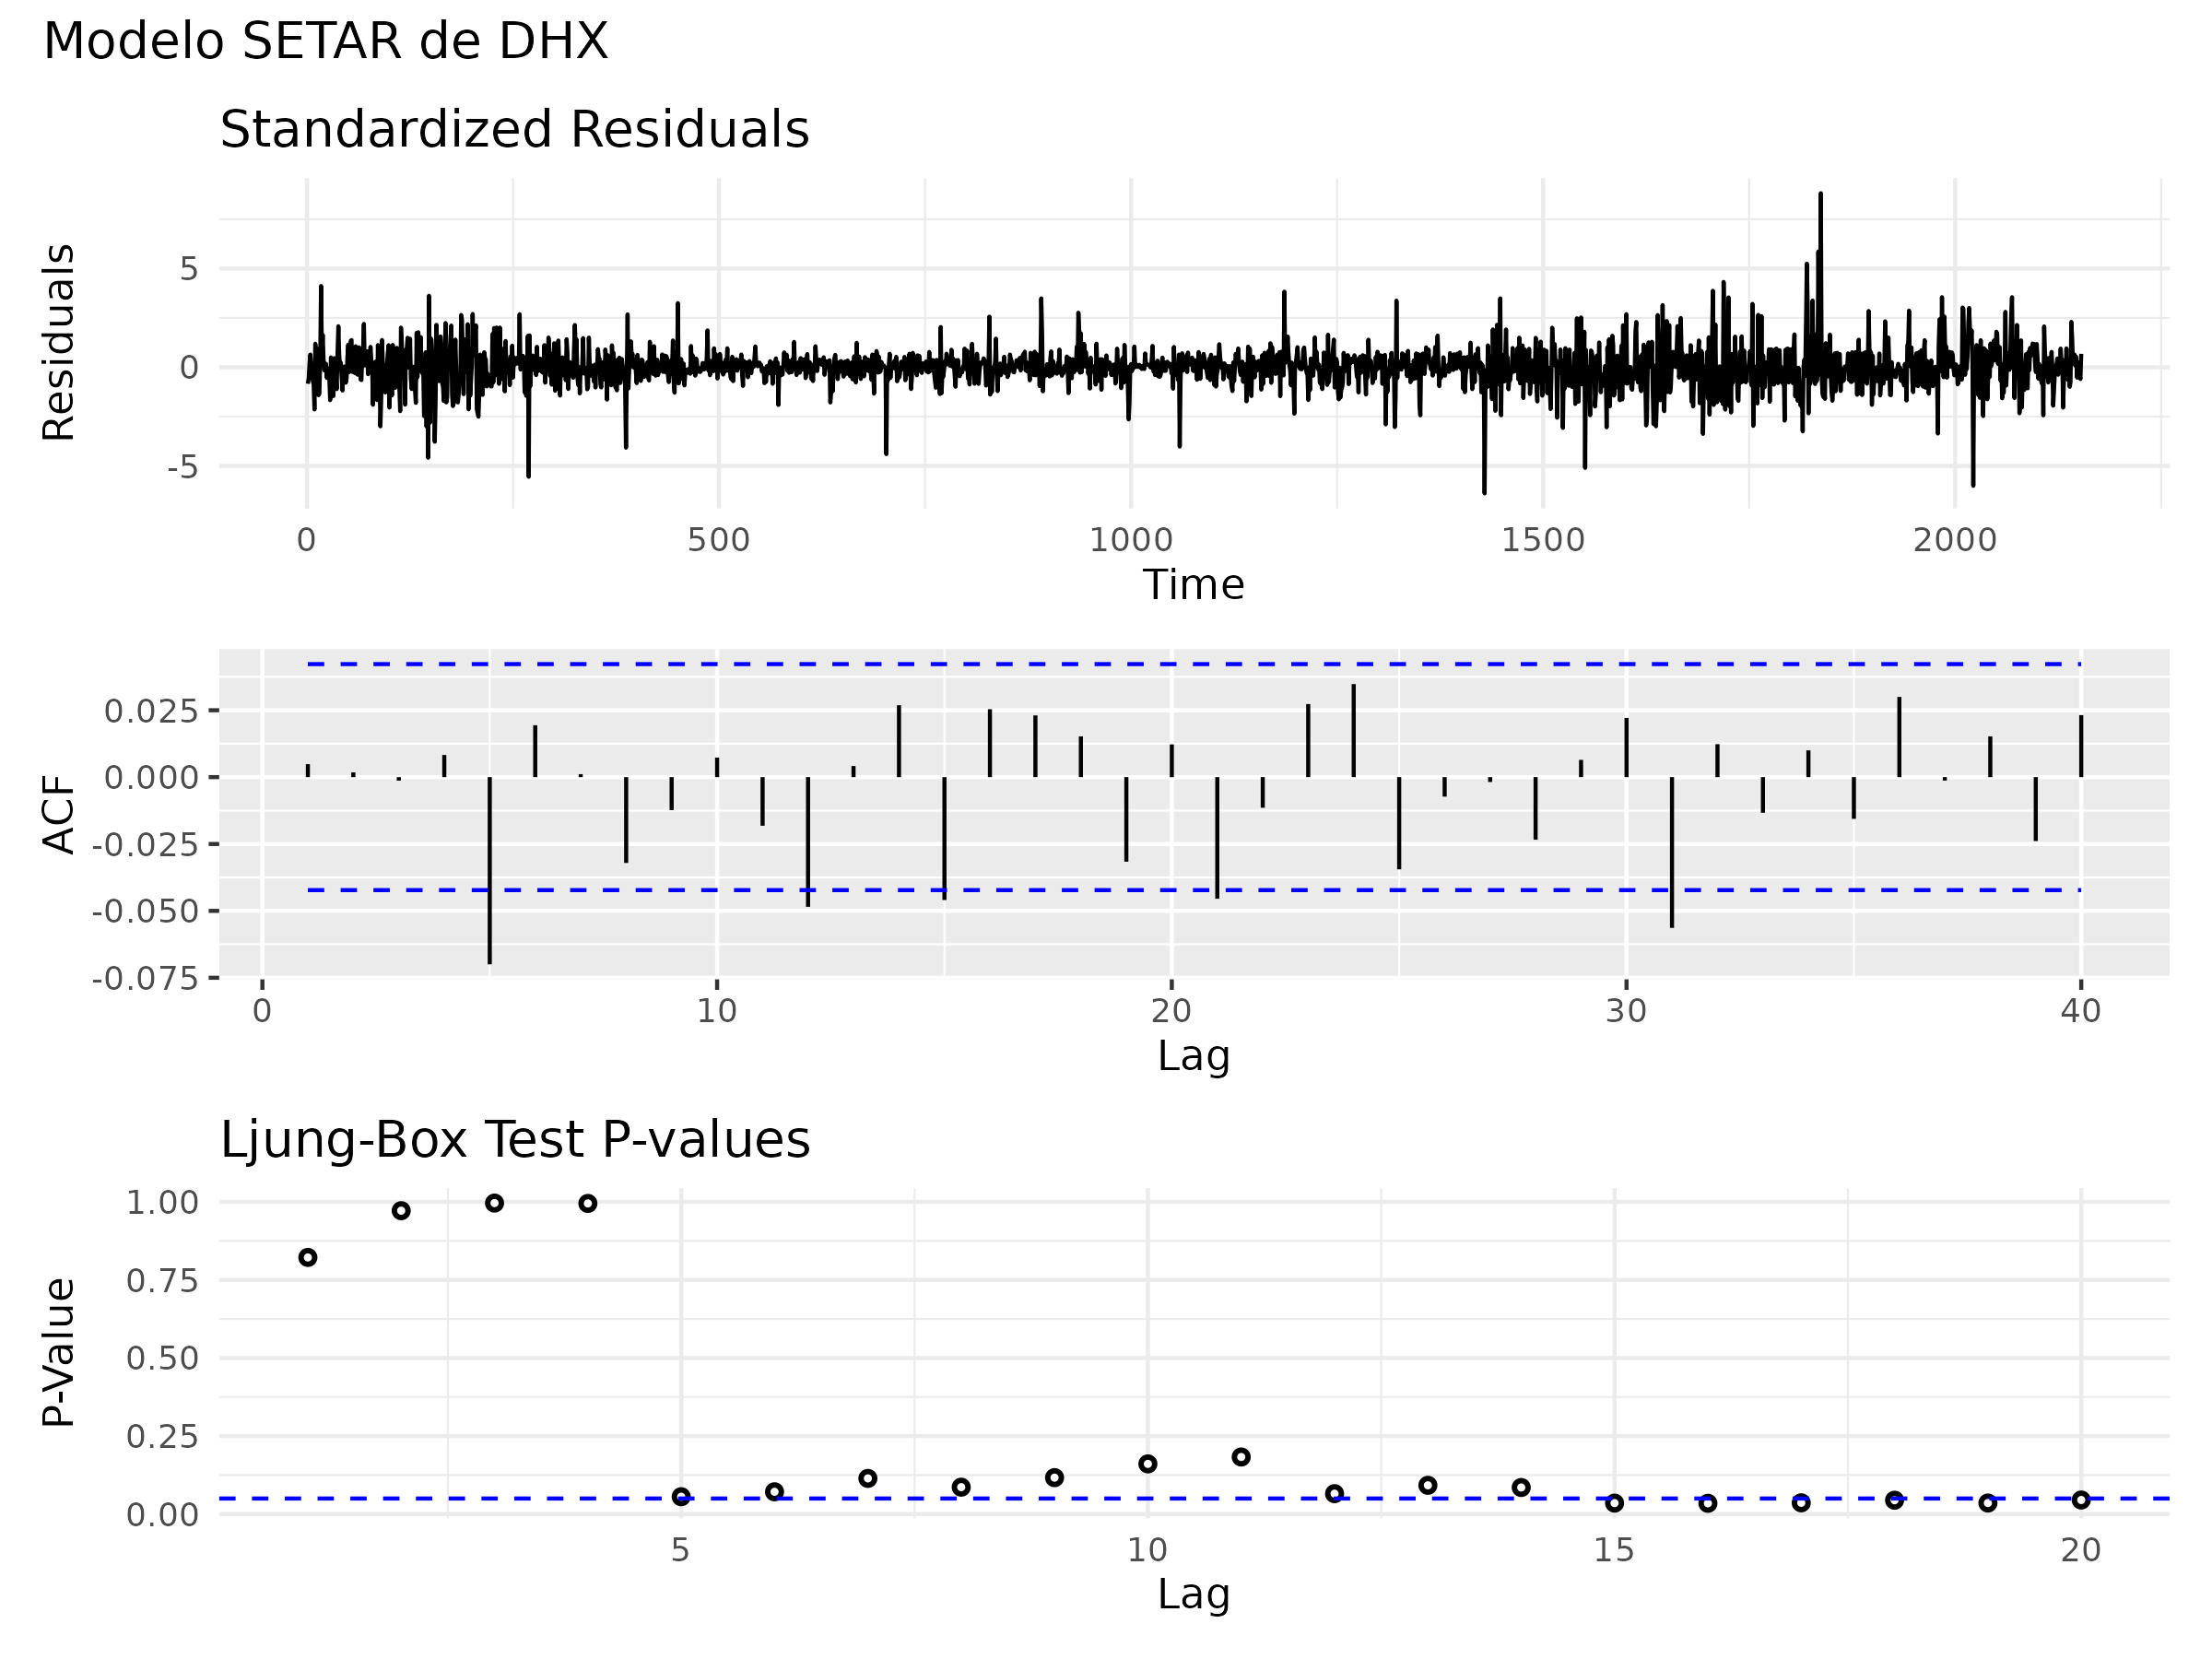 Modelo SETAR de DHX
Standardized Residuals
Residuals
5
0
-5
0 500 1000 1500 2000
Time
ACF
0.025
0.000
-0.025
-0.050
-0.075
0 10 20 30 40
Lag
Ljung-Box Test P-values
P-Value
1.00
0.75
0.50
0.25
0.00
5 10 15 20
Lag